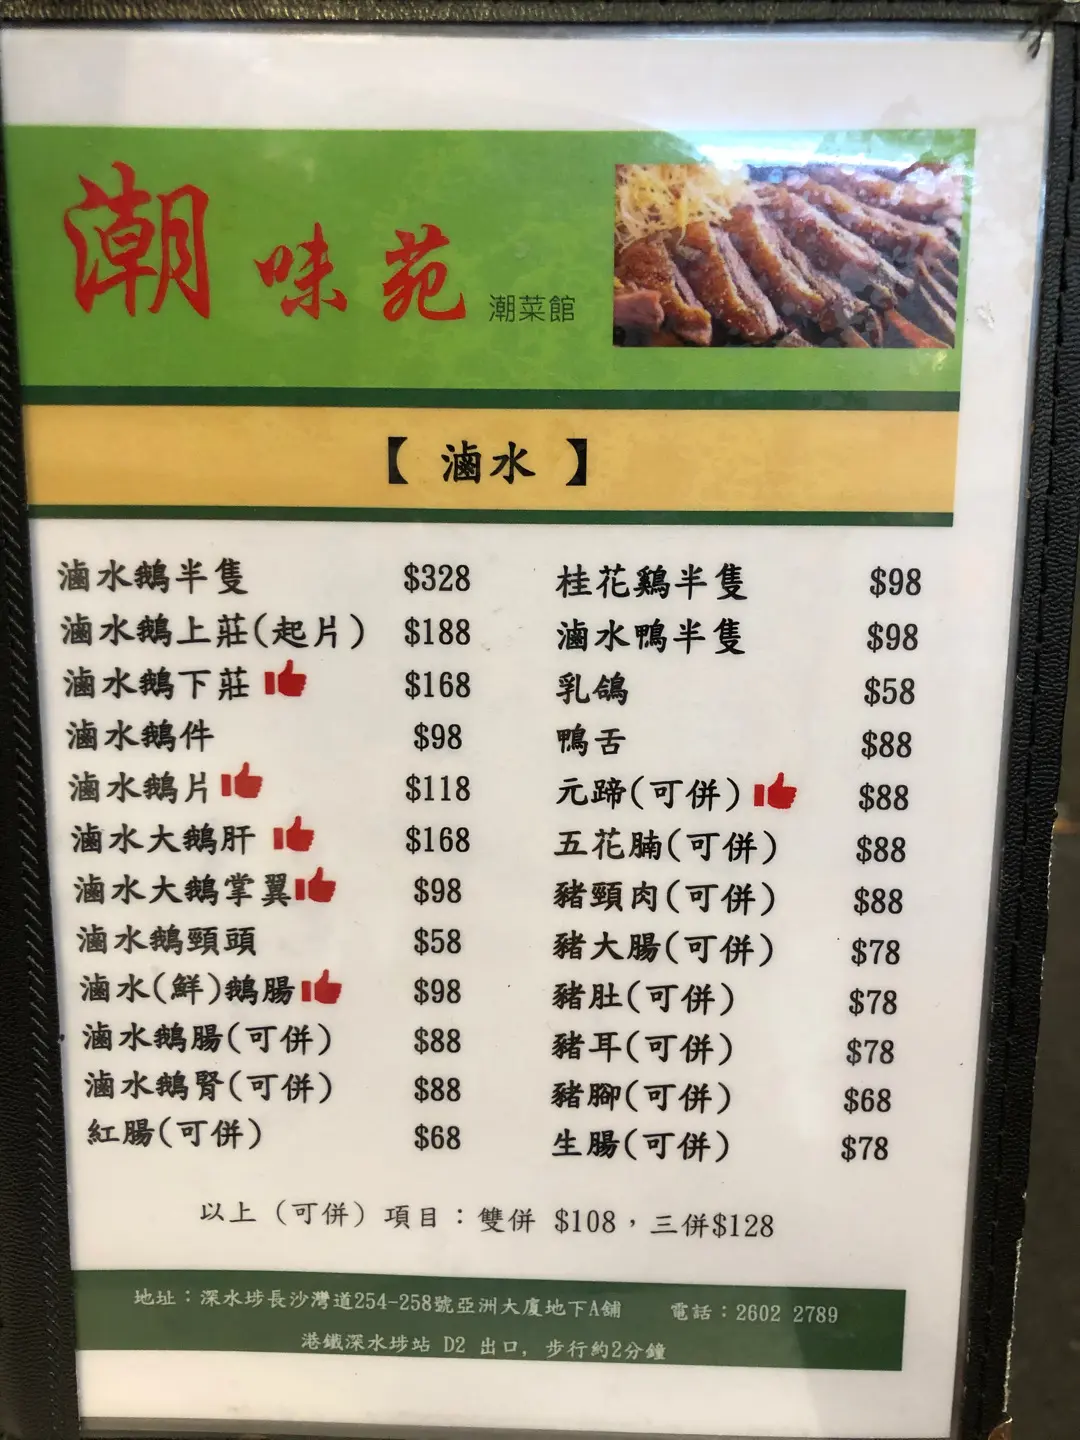 潮味苑 潮菜館
【 滷水 】
滷水鵝半隻 $328
滷水鵝上莊(起片) $188
滷水鵝下莊 $168
滷水鵝件 $98
滷水鵝片 $118
滷水大鵝肝 $168
滷水大鵝掌翼 $98
滷水鵝頸頭 $58
滷水(鮮)鵝腸 $98
滷水鵝腸(可併) $88
滷水鵝腎(可併) $88
紅腸(可併) $68
桂花鷄半隻 $98
滷水鴨半隻 $98
乳鴿 $58
鴨舌 $88
元蹄(可併) $88
五花腩(可併) $88
豬頸肉(可併) $88
豬大腸(可併) $78
豬肚(可併) $78
豬耳(可併) $78
豬腳(可併) $68
生腸(可併) $78
以上（可併）項目：雙併 $108，三併$128
地址：深水埗長沙灣道254-258號亞洲大廈地下A舖 電話：2602 2789
港鐵深水埗站 D2 出口, 步行約2分鐘